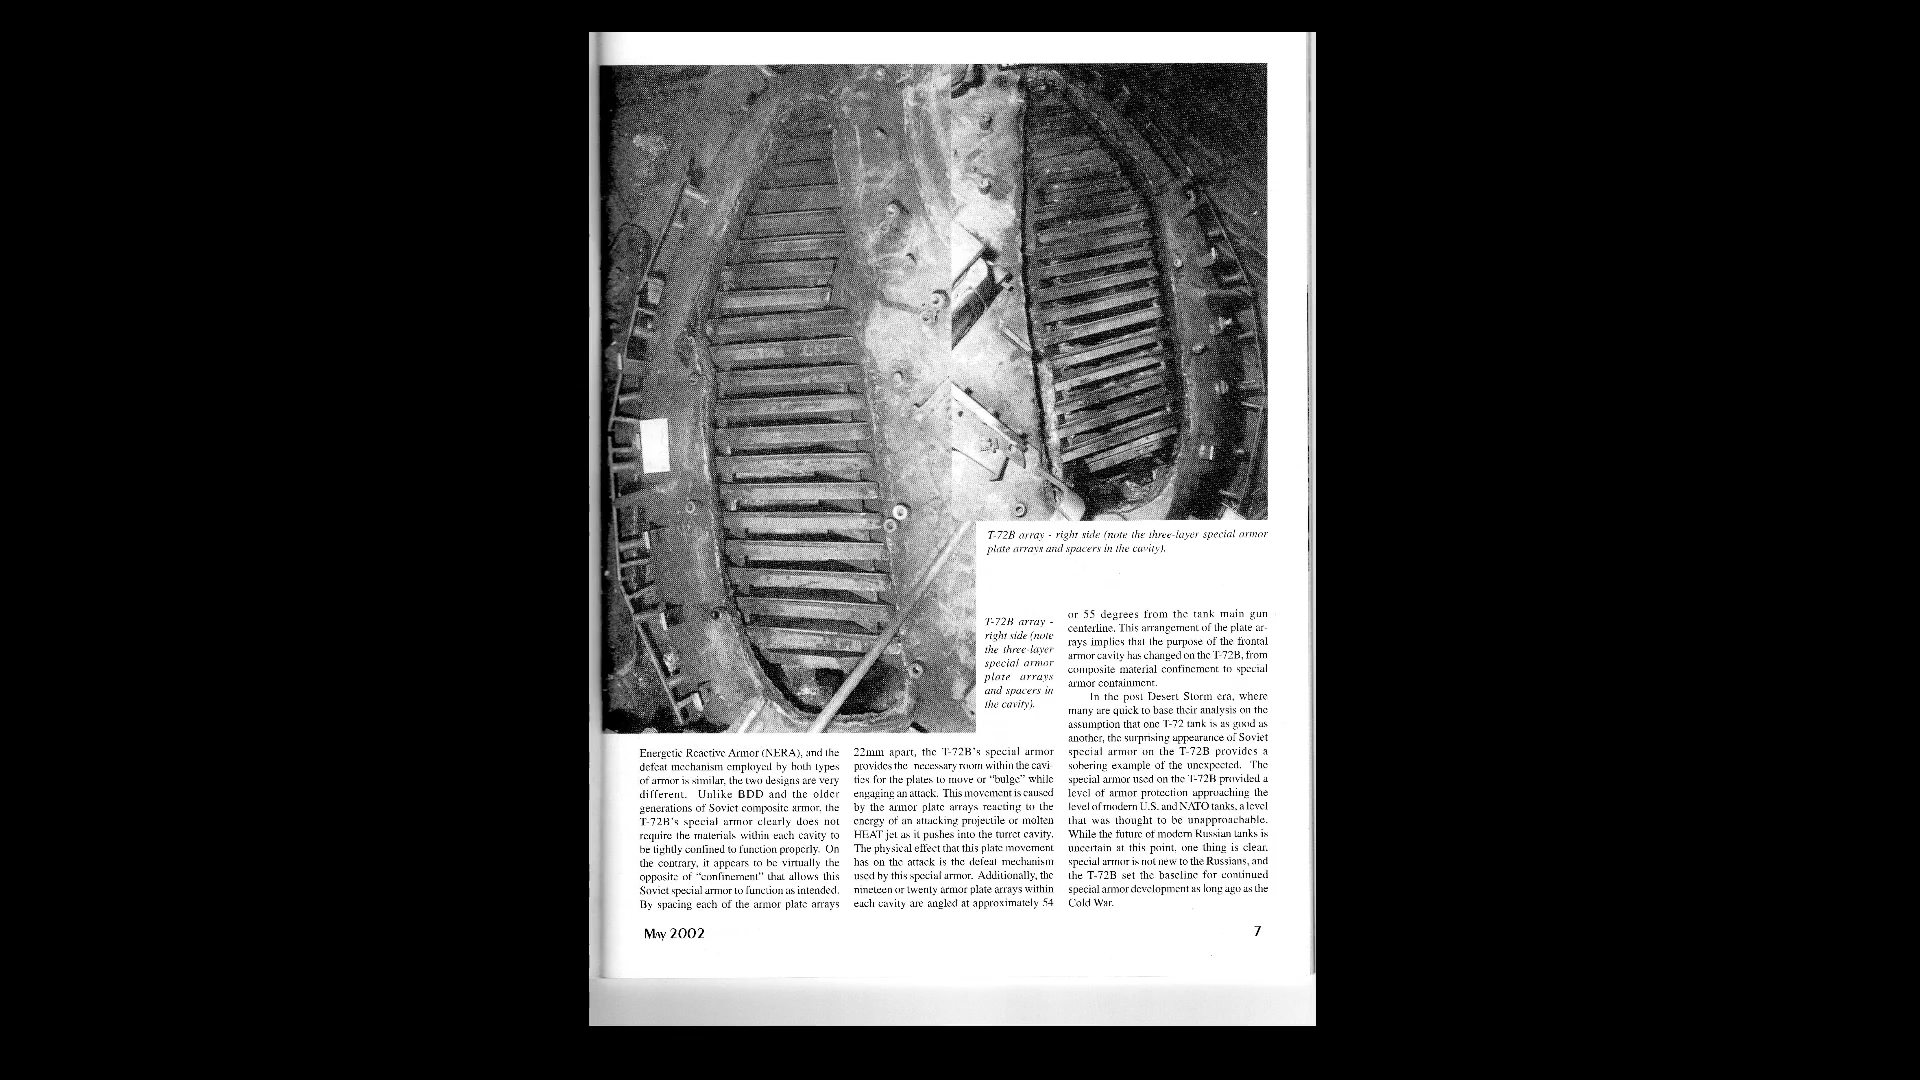 T-72B array - right side (note the three-layer special armor
plate arrays and spacers in the cavity).
T-72B array -
right side (note
the three-layer
special armor
plate arrays
and spacers in
the cavity).
Energetic Reactive Armor (NERA), and the
defeat mechanism employed by both types
of armor is similar, the two designs are very
different. Unlike BDD and the older
generations of Soviet composite armor, the
T-72B's special armor clearly does not
require the materials within each cavity to
be tightly confined to function properly. On
the contrary, it appears to be virtually the
opposite of "confinement" that allows this
Soviet special armor to function as intended.
By spacing each of the armor plate arrays
22mm apart, the T-72B's special armor
provides the necessary room within the cavi-
ties for the plates to move or "bulge" while
engaging an attack. This movement is caused
by the armor plate arrays reacting to the
energy of an attacking projectile or molten
HEAT jet as it pushes into the turret cavity.
The physical effect that this plate movement
has on the attack is the defeat mechanism
used by this special armor. Additionally, the
nineteen or twenty armor plate arrays within
each cavity are angled at approximately 54
or 55 degrees from the tank main gun
centerline. This arrangement of the plate ar-
rays implies that the purpose of the frontal
armor cavity has changed on the T-72B, from
composite material confinement to special
armor containment.
In the post Desert Storm era, where
many are quick to base their analysis on the
assumption that one T-72 tank is as good as
another, the surprising appearance of Soviet
special armor on the T-72B provides a
sobering example of the unexpected. The
special armor used on the T-72B provided a
level of armor protection approaching the
level of modern U.S. and NATO tanks, a level
that was thought to be unapproachable.
While the future of modern Russian tanks is
uncertain at this point, one thing is clear,
special armor is not new to the Russians, and
the T-72B set the baseline for continued
special armor development as long ago as the
Cold War.
May 2002
7